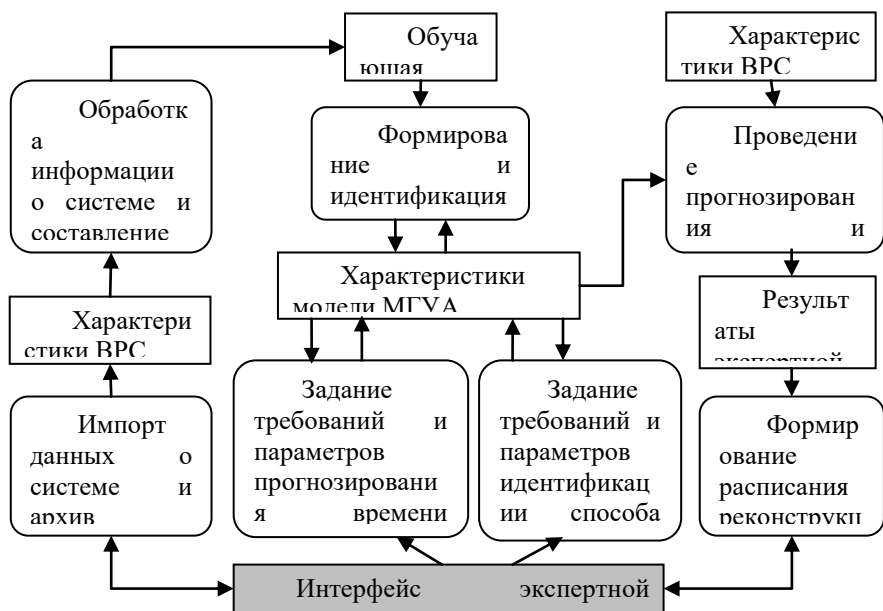 Обуча
ющая
Характерис
тики ВРС
Обработк
а
информации
о системе и
составление
Формирова
ние и
идентификация
Проведени
е
прогнозирован
ия и
Характеристики
модели МГУА
Характери
стики ВРС
Результ
аты
экспертной
Импорт
данных о
системе и
архив
Задание
требований и
параметров
прогнозировани
я времени
Задание
требований и
параметров
идентификац
ии способа
Формир
ование
расписания
реконструкц
Интерфейс экспертной